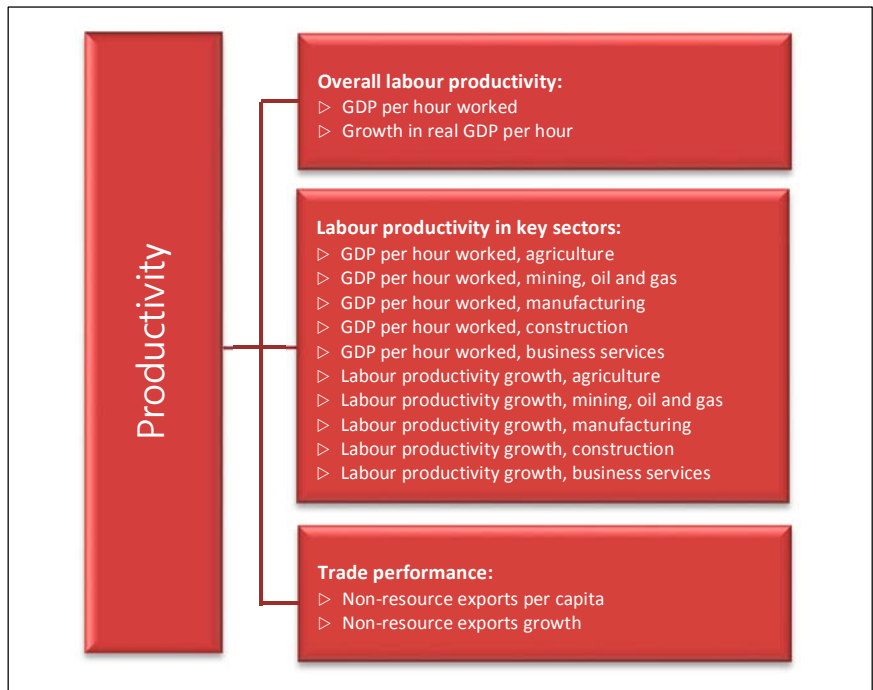 Productivity
Overall labour productivity:
▷ GDP per hour worked
▷ Growth in real GDP per hour
Labour productivity in key sectors:
▷ GDP per hour worked, agriculture
▷ GDP per hour worked, mining, oil and gas
▷ GDP per hour worked, manufacturing
▷ GDP per hour worked, construction
▷ GDP per hour worked, business services
▷ Labour productivity growth, agriculture
▷ Labour productivity growth, mining, oil and gas
▷ Labour productivity growth, manufacturing
▷ Labour productivity growth, construction
▷ Labour productivity growth, business services
Trade performance:
▷ Non-resource exports per capita
▷ Non-resource exports growth